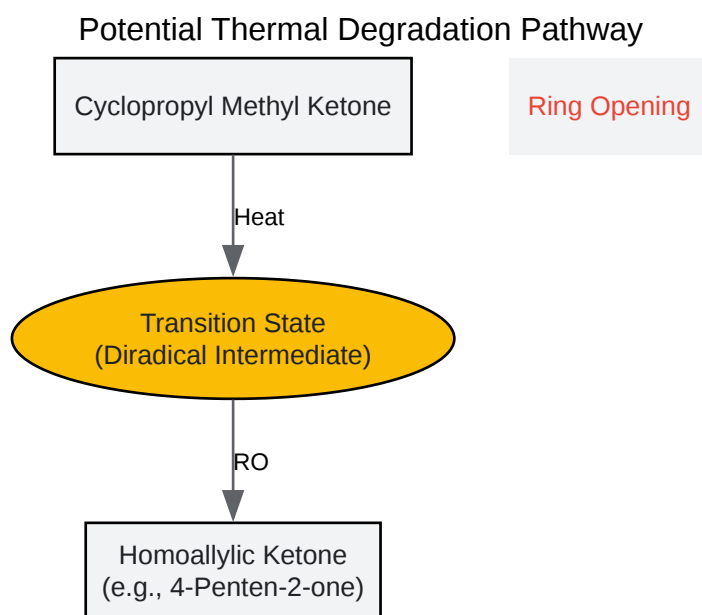 Potential Thermal Degradation Pathway
Cyclopropyl Methyl Ketone
Ring Opening
Heat
Transition State
(Diradical Intermediate)
RO
Homoallylic Ketone
(e.g., 4-Penten-2-one)